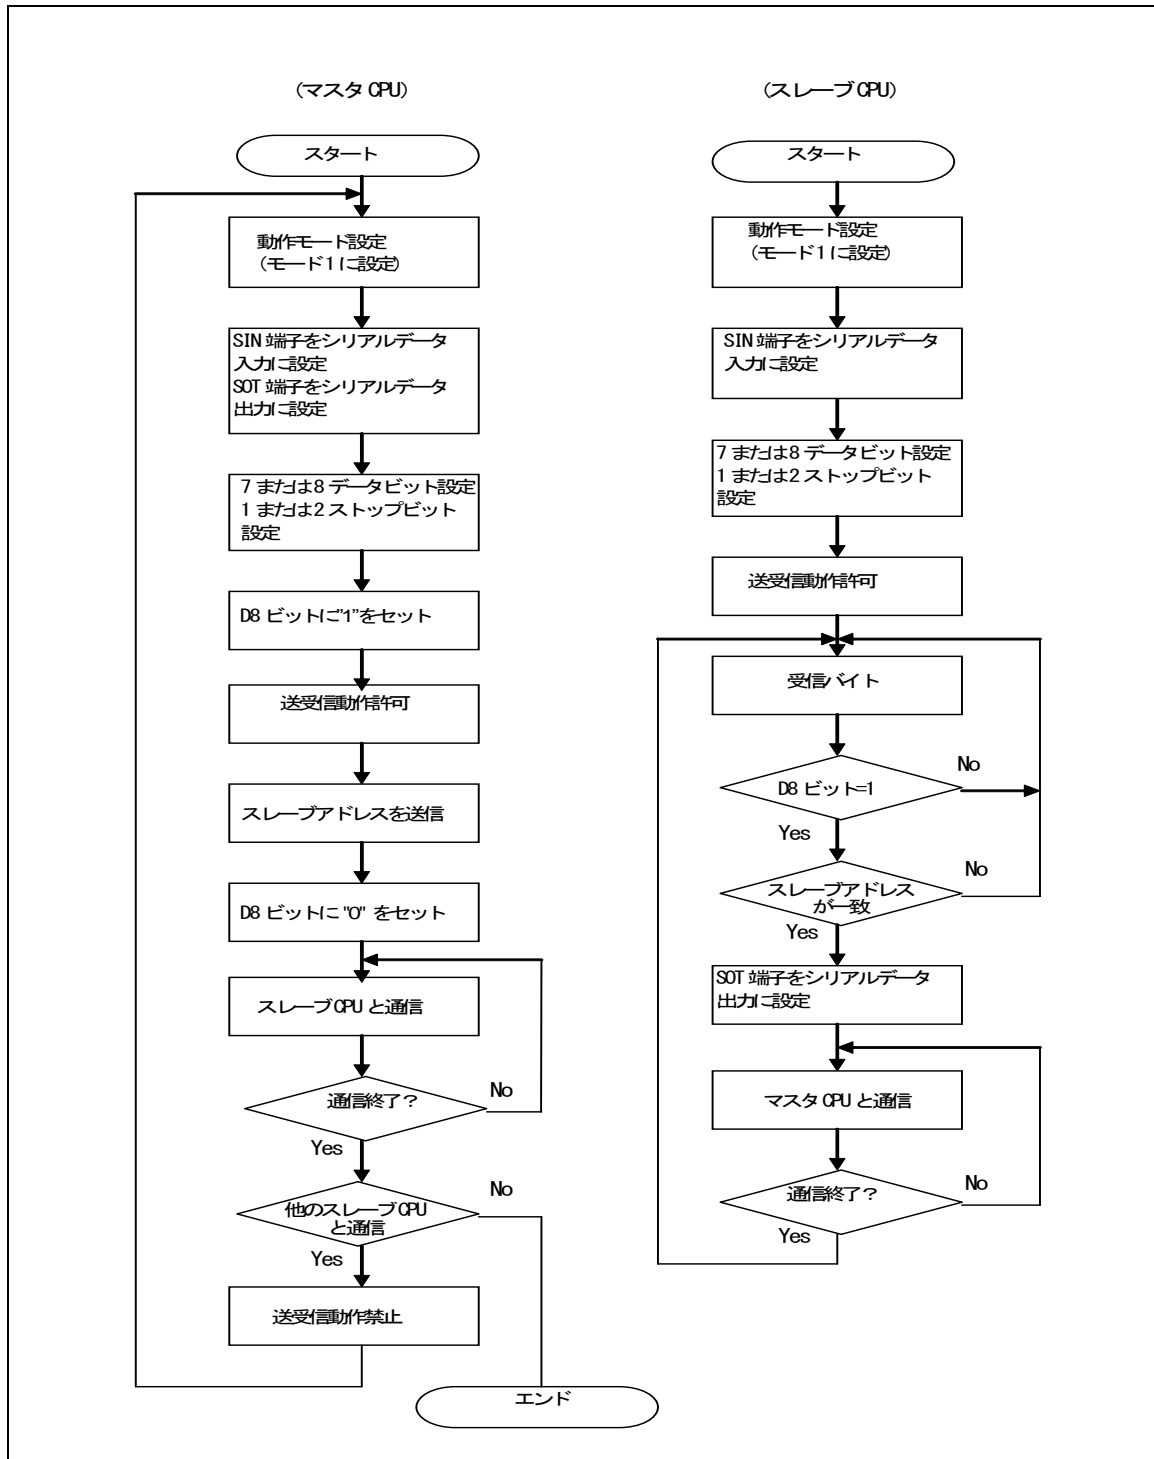 (マスタCPU)
スタート
動作モード設定
(モード1に設定)
SIN 端子をシリアルデータ
入力に設定
SOT 端子をシリアルデータ
出力に設定
7 または8 データビット設定
1 または2 ストップビット
設定
D8 ビットに"1"をセット
送受信動作許可
スレーブアドレスを送信
D8 ビットに "0" をセット
スレーブCPU と通信
通信終了?
No
Yes
他のスレーブCPU
と通信
No
Yes
送受信動作禁止
エンド
(スレーブCPU)
スタート
動作モード設定
(モード1に設定)
SIN 端子をシリアルデータ
入力に設定
7 または8 データビット設定
1 または2 ストップビット
設定
送受信動作許可
受信バイト
D8 ビット=1
No
Yes
スレーブアドレス
が一致
No
Yes
SOT 端子をシリアルデータ
出力に設定
マスタ CPU と通信
通信終了?
No
Yes